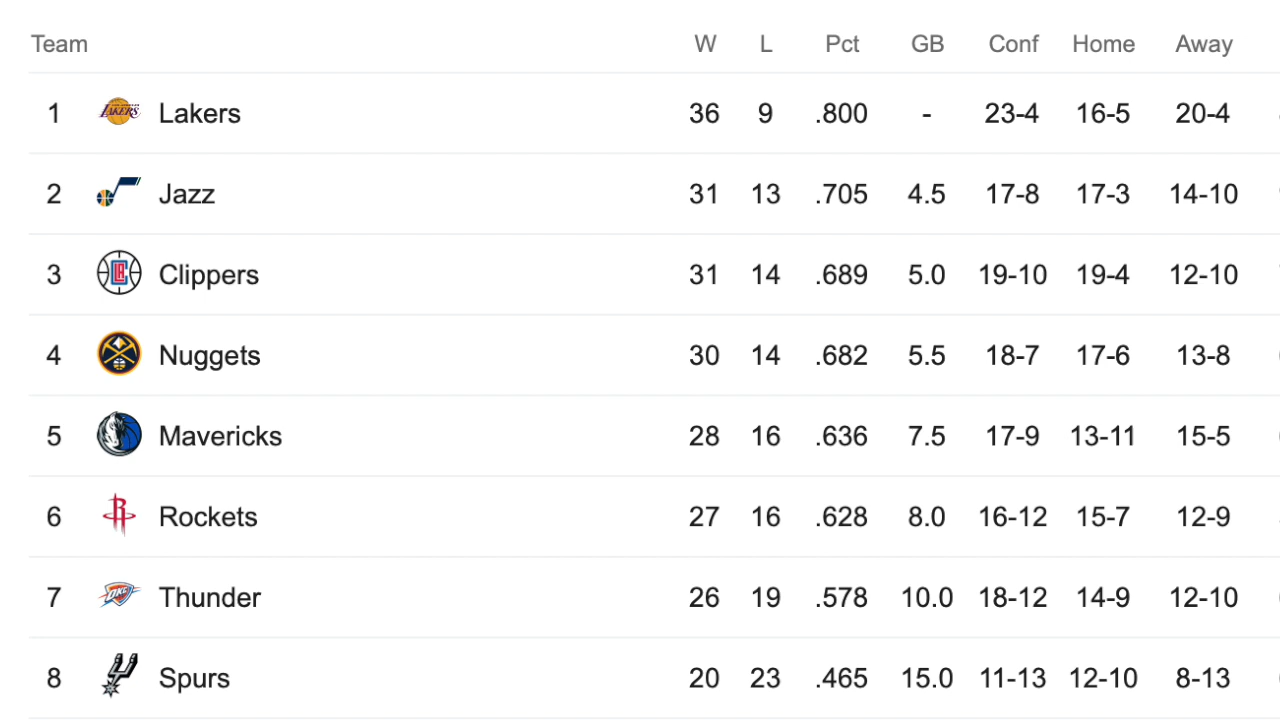 Team W L Pct GB Conf Home Away
1 LAKERS Lakers 36 9 .800 - 23-4 16-5 20-4
2 Jazz 31 13 .705 4.5 17-8 17-3 14-10
3 Clippers 31 14 .689 5.0 19-10 19-4 12-10
4 Nuggets 30 14 .682 5.5 18-7 17-6 13-8
5 Mavericks 28 16 .636 7.5 17-9 13-11 15-5
6 Rockets 27 16 .628 8.0 16-12 15-7 12-9
7 OKC Thunder 26 19 .578 10.0 18-12 14-9 12-10
8 Spurs 20 23 .465 15.0 11-13 12-10 8-13